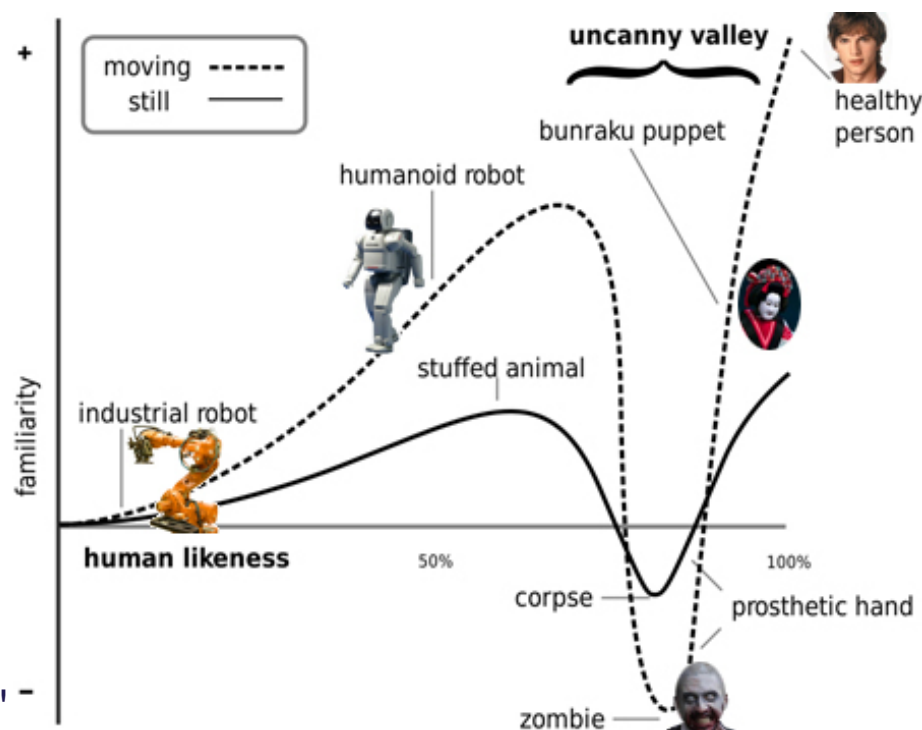 +
uncanny valley
moving
still
healthy
person
bunraku puppet
humanoid robot
stuffed animal
industrial robot
familiarity
human likeness
50%
100%
corpse
prosthetic hand
-
zombie